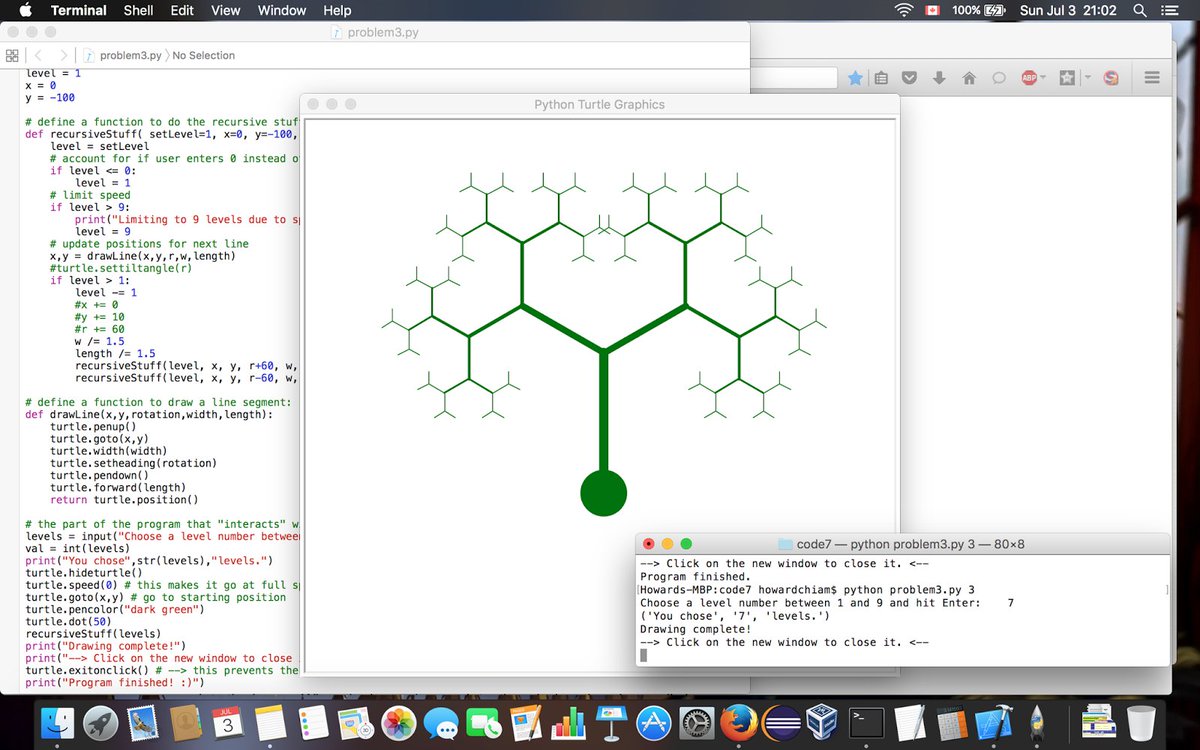 Terminal Shell Edit View Window Help 100% Sun Jul 3 21:02
problem3.py
problem3.py No Selection
level = 1
x = 0
y = -100
# define a function to do the recursive stuf
def recursiveStuff( setLevel=1, x=0, y=-100,
level = setLevel
# account for if user enters 0 instead o
if level <= 0:
level = 1
# limit speed
if level > 9:
print("Limiting to 9 levels due to s
level = 9
# update positions for next line
x,y = drawLine(x,y,r,w,length)
#turtle.settiltangle(r)
if level > 1:
level -= 1
#x += 0
#y += 10
#r += 60
w /= 1.5
length /= 1.5
recursiveStuff(level, x, y, r+60, w,
recursiveStuff(level, x, y, r-60, w,
# define a function to draw a line segment:
def drawLine(x,y,rotation,width,length):
turtle.penup()
turtle.goto(x,y)
turtle.width(width)
turtle.setheading(rotation)
turtle.pendown()
turtle.forward(length)
return turtle.position()
# the part of the program that "interacts" w
levels = input("Choose a level number betwee
val = int(levels)
print("You chose",str(levels),"levels.")
turtle.hideturtle()
turtle.speed(0) # this makes it go at full s
turtle.goto(x,y) # go to starting position
turtle.pencolor("dark green")
turtle.dot(50)
recursiveStuff(levels)
print("Drawing complete!")
print("--> Click on the new window to close
turtle.exitonclick() # --> this prevents the
print("Program finished! :)")
Python Turtle Graphics
ABP
code7 — python problem3.py 3 — 80×8
--> Click on the new window to close it. <--
Program finished.
[Howards-MBP:code7 howardchiam$ python problem3.py 3 ]
Choose a level number between 1 and 9 and hit Enter: 7
('You chose', '7', 'levels.')
Drawing complete!
--> Click on the new window to close it. <--
JUL
3